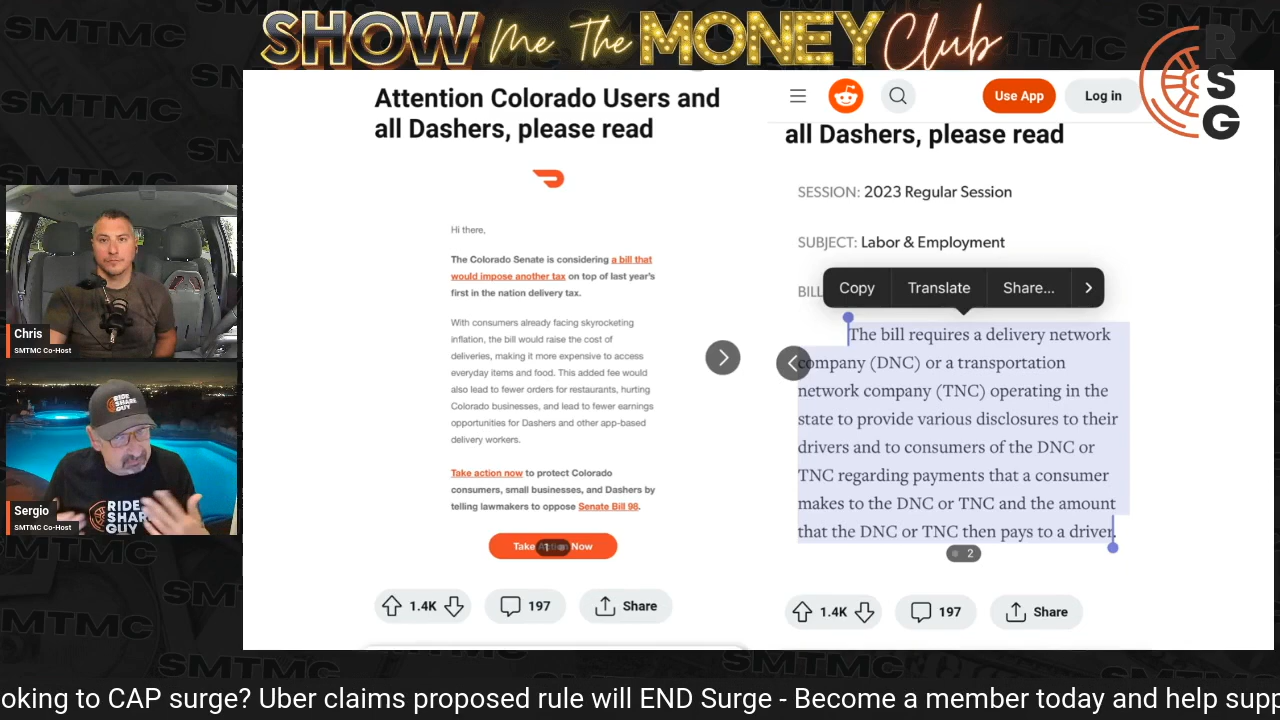 SHOW Me The MONEY Club
RSG
Attention Colorado Users and
all Dashers, please read
Hi there,
The Colorado Senate is considering a bill that
would impose another tax on top of last year's
first in the nation delivery tax.
With consumers already facing skyrocketing
inflation, the bill would raise the cost of
deliveries, making it more expensive to access
everyday items and food. This added fee would
also lead to fewer orders for restaurants, hurting
Colorado businesses, and lead to fewer earnings
opportunities for Dashers and other app-based
delivery workers.
Take action now to protect Colorado
consumers, small businesses, and Dashers by
telling lawmakers to oppose Senate Bill 98.
Take Action Now
1
1.4K
197
Share
Use App
Log in
all Dashers, please read
SESSION: 2023 Regular Session
SUBJECT: Labor & Employment
BILL
Copy
Translate
Share...
The bill requires a delivery network
company (DNC) or a transportation
network company (TNC) operating in the
state to provide various disclosures to their
drivers and to consumers of the DNC or
TNC regarding payments that a consumer
makes to the DNC or TNC and the amount
that the DNC or TNC then pays to a driver.
2
1.4K
197
Share
Chris
SMTMC Co-Host
RIDE
SHARE
GUY
RIDE
SHARE
GUY
Sergio
SMTMC Co-Host
SMTMC
oking to CAP surge? Uber claims proposed rule will END Surge - Become a member today and help supp